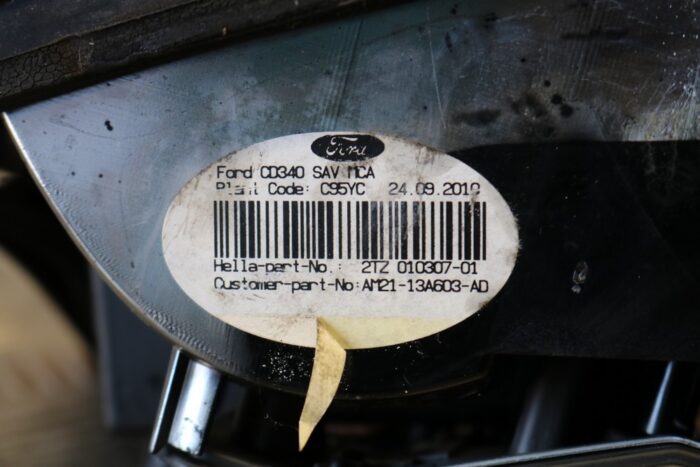 Ford
Ford CD340 SAV MCA
Plant Code: C95YC 24.09.2010
Hella-part-No.: 2TZ 010307-01
Customer-part-No:AM21-13A603-AD